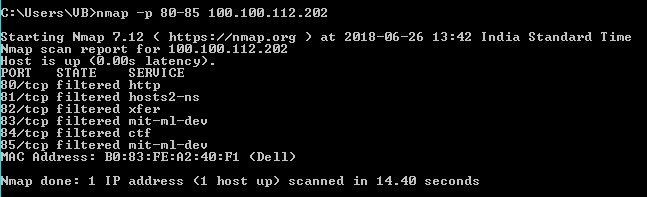 C:\Users\VB>nmap -p 80-85 100.100.112.202
Starting Nmap 7.12 ( https://nmap.org ) at 2018-06-26 13:42 India Standard Time
Nmap scan report for 100.100.112.202
Host is up (0.00s latency).
PORT   STATE    SERVICE
80/tcp filtered http
81/tcp filtered hosts2-ns
82/tcp filtered xfer
83/tcp filtered mit-ml-dev
84/tcp filtered ctf
85/tcp filtered mit-ml-dev
MAC Address: B0:83:FE:A2:40:F1 (Dell)
Nmap done: 1 IP address (1 host up) scanned in 14.40 seconds